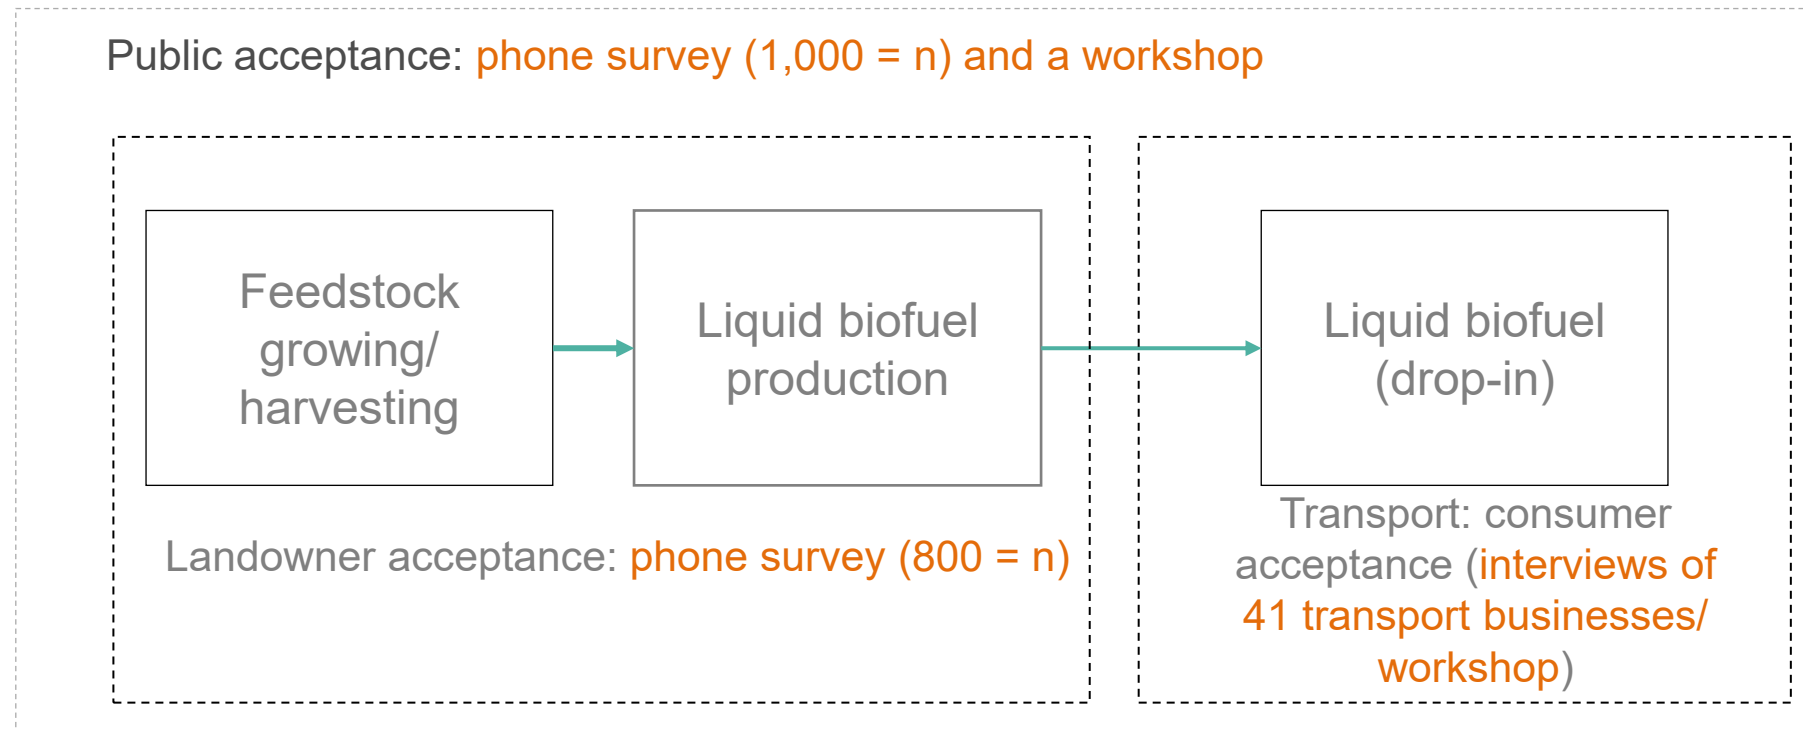 Public acceptance: phone survey (1,000 = n) and a workshop
Feedstock
growing/
harvesting
Liquid biofuel
production
Liquid biofuel
(drop-in)
Landowner acceptance: phone survey (800 = n)
Transport: consumer
acceptance (interviews of
41 transport businesses/
workshop)